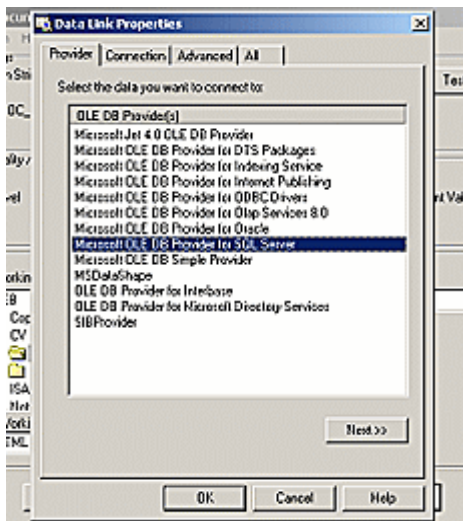 Data Link Properties
Provider Connection Advanced All
Select the data you want to connect to:
OLE DB Provider(s)
Microsoft Jet 4.0 OLE DB Provider
Microsoft OLE DB Provider for DTS Packages
Microsoft OLE DB Provider for Indexing Service
Microsoft OLE DB Provider for Internet Publishing
Microsoft OLE DB Provider for ODBC Drivers
Microsoft OLE DB Provider for Olap Services 8.0
Microsoft OLE DB Provider for Oracle
Microsoft OLE DB Provider for SQL Server
Microsoft OLE DB Simple Provider
MSDataShape
OLE DB Provider for Interbase
OLE DB Provider for Microsoft Directory Services
SIBProvider
Next >>
OK Cancel Help